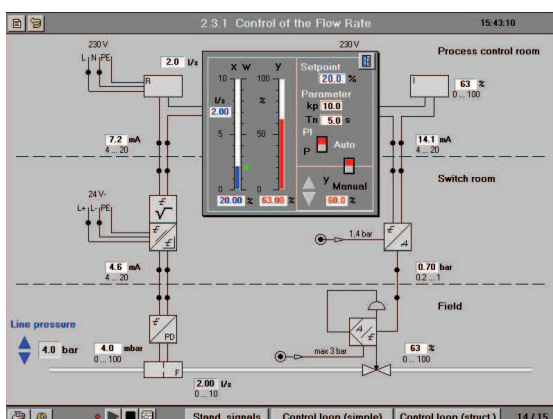 2.3.1 Control of the Flow Rate
15:43:10
230 V
L N PE
2.0 l/s
R
230 V
Process control room
I
63 %
0 ... 100
x w y
10 100
l/s %
2.00
5 50
0 0
20.00 % 63.00 %
Setpoint
20.0 %
Parameter
kp 10.0
Tn 5.0 s
PI
P
Auto
y Manual
60.0 %
7.2 mA
4 ... 20
14.1 mA
4 ... 20
Switch room
24 V-
L+ L- PE
1,4 bar
4.6 mA
4 ... 20
0.70 bar
0.2 ... 1
Field
Line pressure
4.0 bar
4.0 mbar
0 ... 100
PD
F
max 3 bar
63 %
0 ... 100
2.00 l/s
0 ... 10
Stand. signals
Control loop (simple)
Control loop (struct.)
14 / 15